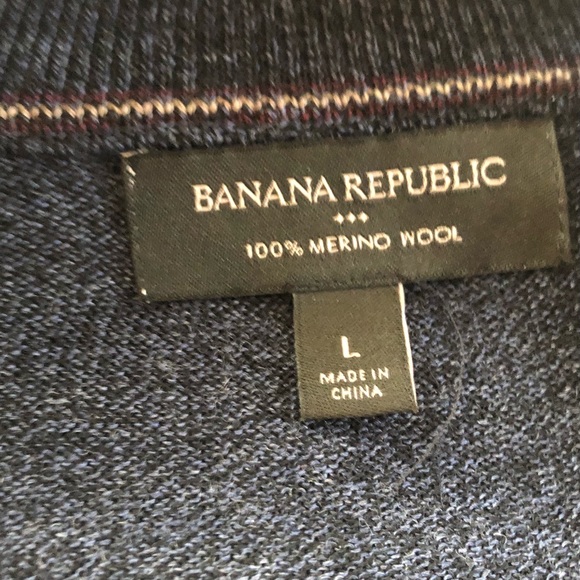 BANANA REPUBLIC
100% MERINO WOOL
L
MADE IN
CHINA